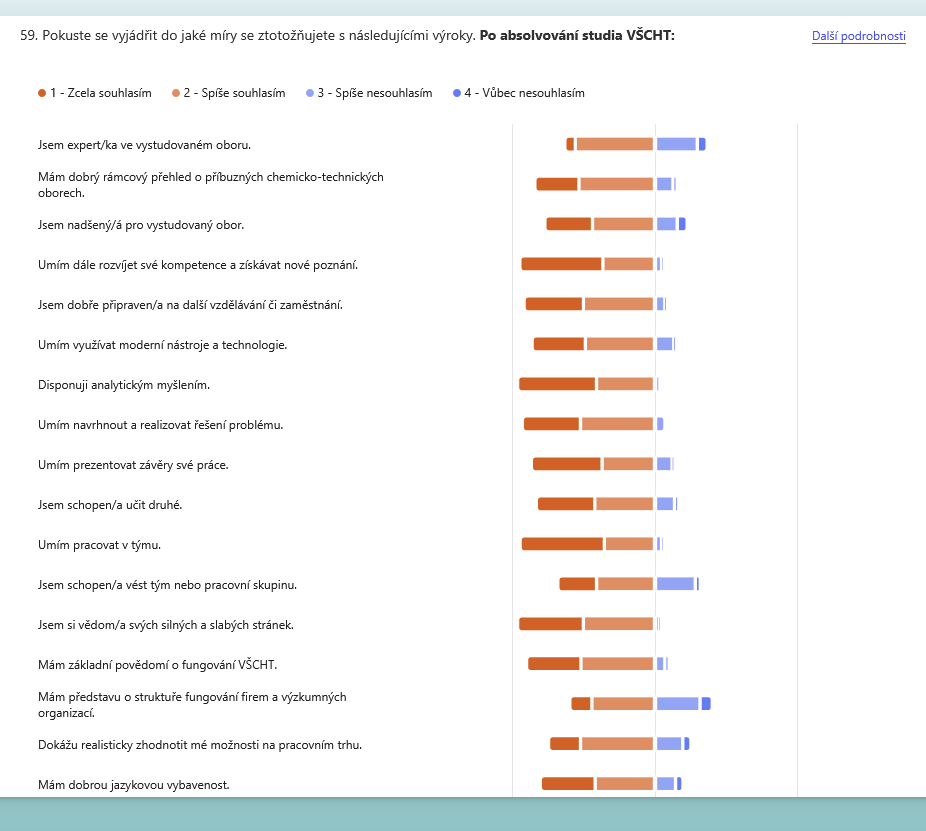 59. Pokuste se vyjádřit do jaké míry se ztotožňujete s následujícími výroky. Po absolvování studia VŠCHT:
Další podrobnosti
1 - Zcela souhlasím
2 - Spíše souhlasím
3 - Spíše nesouhlasím
4 - Vůbec nesouhlasím
Jsem expert/ka ve vystudovaném oboru.
Mám dobrý rámcový přehled o příbuzných chemicko-technických
oborech.
Jsem nadšený/á pro vystudovaný obor.
Umím dále rozvíjet své kompetence a získávat nové poznání.
Jsem dobře připraven/a na další vzdělávání či zaměstnání.
Umím využívat moderní nástroje a technologie.
Disponuji analytickým myšlením.
Umím navrhnout a realizovat řešení problému.
Umím prezentovat závěry své práce.
Jsem schopen/a učit druhé.
Umím pracovat v týmu.
Jsem schopen/a vést tým nebo pracovní skupinu.
Jsem si vědom/a svých silných a slabých stránek.
Mám základní povědomí o fungování VŠCHT.
Mám představu o struktuře fungování firem a výzkumných
organizací.
Dokážu realisticky zhodnotit mé možnosti na pracovním trhu.
Mám dobrou jazykovou vybavenost.